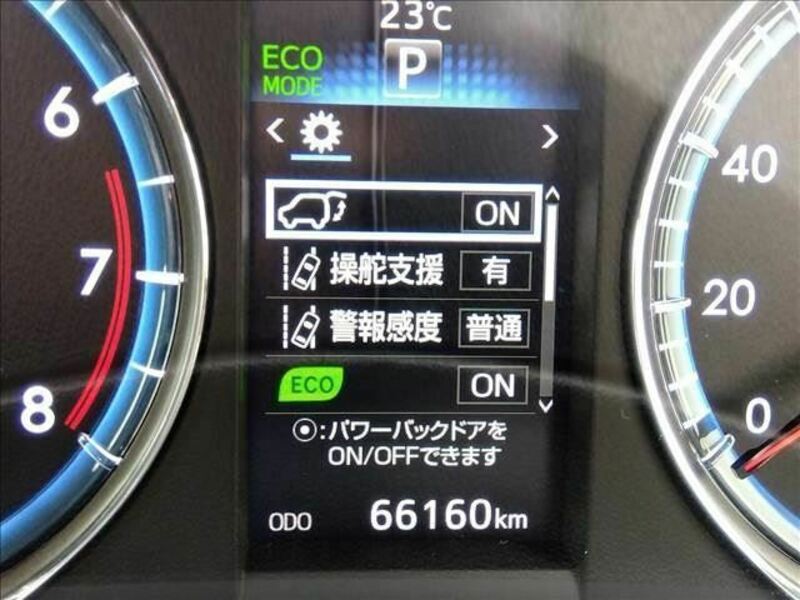 23℃
ECO
MODE
P
6
7
8
40
20
0
ON
操舵支援 有
警報感度 普通
ECO ON
⦿:パワーバックドアを
ON/OFFできます
ODO 66160km